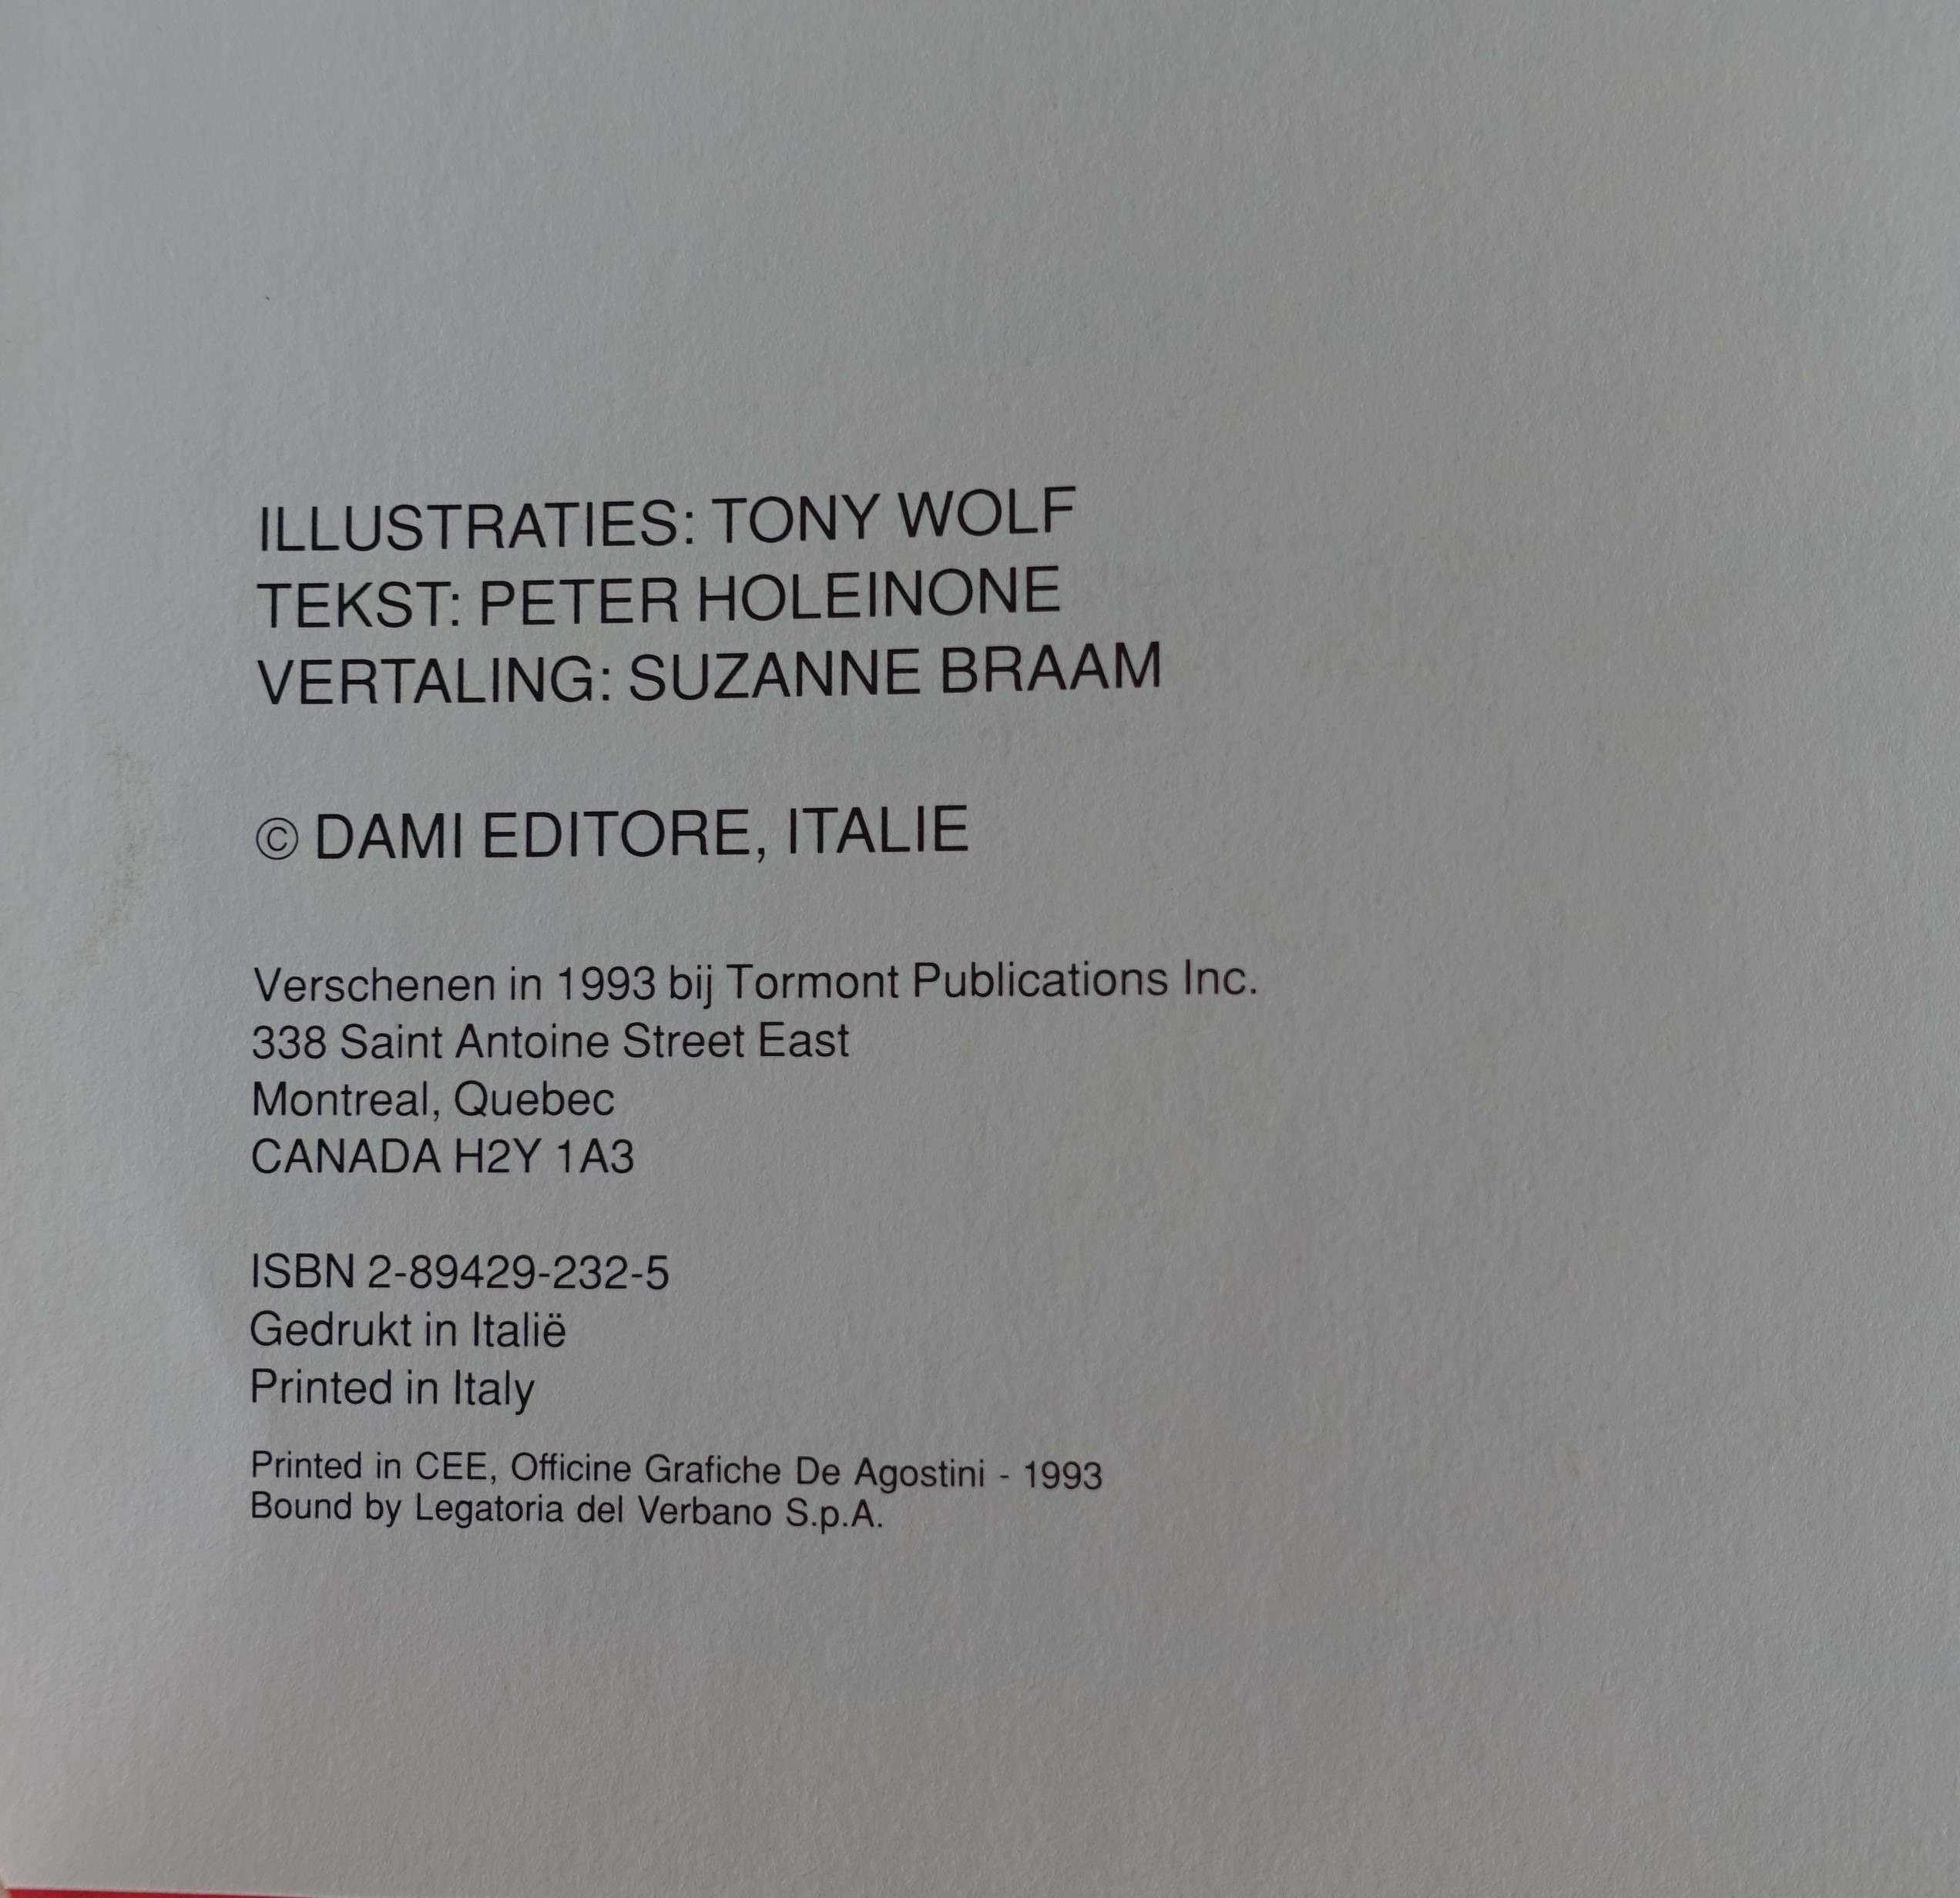 ILLUSTRATIES: TONY WOLF
TEKST: PETER HOLEINONE
VERTALING: SUZANNE BRAAM
© DAMI EDITORE, ITALIE
Verschenen in 1993 bij Tormont Publications Inc.
338 Saint Antoine Street East
Montreal, Quebec
CANADA H2Y 1A3
ISBN 2-89429-232-5
Gedrukt in Italië
Printed in Italy
Printed in CEE, Officine Grafiche De Agostini - 1993
Bound by Legatoria del Verbano S.p.A.